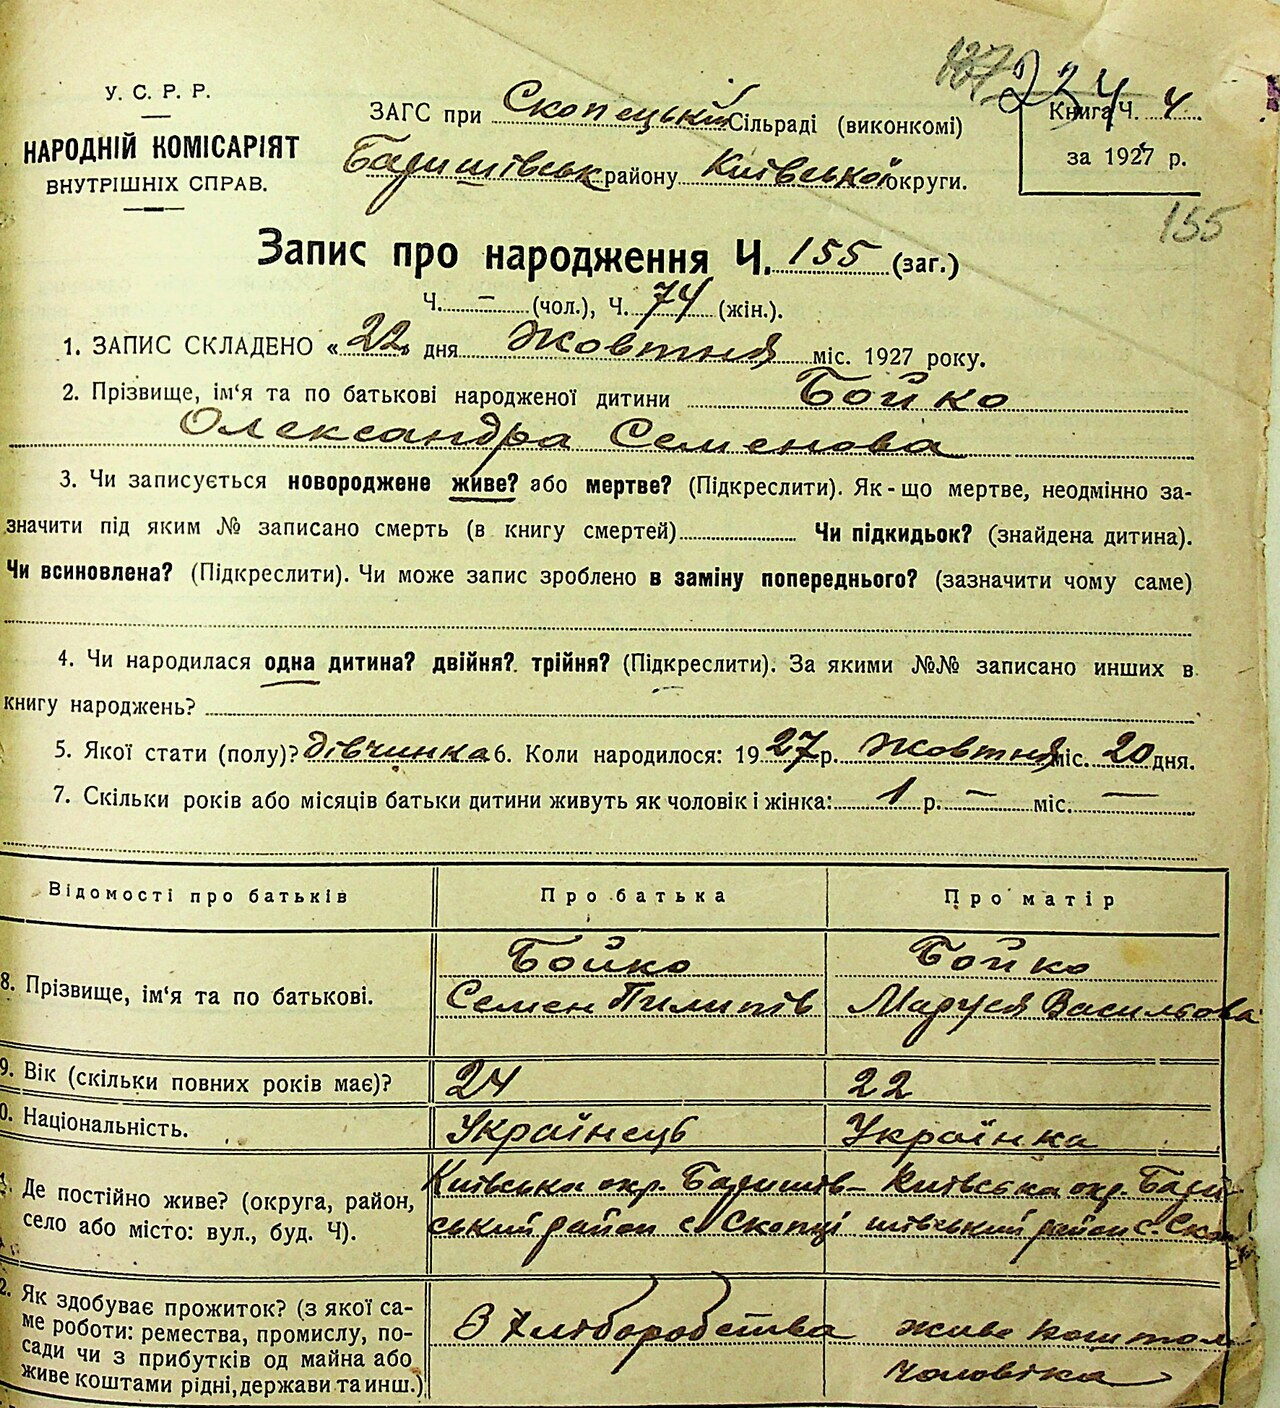 У. С. Р. Р.
НАРОДНІЙ КОМІСАРІЯТ
ВНУТРІШНІХ СПРАВ.
ЗАГС при Скопецькій Сільраді (виконкомі)
Баришівськ району Київської округи.
234
Книга Ч. 4
за 1927 р.
155
Запис про народження Ч. 155 (заг.)
Ч. – (чол.), Ч. 74 (жін.).
1. ЗАПИС СКЛАДЕНО «22» дня Жовтня міс. 1927 року.
2. Прізвище, ім'я та по батькові народженої дитини Бойко
Олександра Семенова
3. Чи записується новороджене живе? або мертве? (Підкреслити). Як-що мертве, неодмінно за-
значити під яким № записано смерть (в книгу смертей) Чи підкидьок? (знайдена дитина).
Чи всиновлена? (Підкреслити). Чи може запис зроблено в заміну попереднього? (зазначити чому саме)
4. Чи народилася одна дитина? двійня? трійня? (Підкреслити). За якими №№ записано инших в
книгу народжень?
5. Якої стати (полу)? дівчинка 6. Коли народилося: 1927 р. Жовтня міс. 20 дня.
7. Скільки років або місяців батьки дитини живуть як чоловік і жінка: 1 р. – міс. –
Відомості про батьків Про батька Про матір
8. Прізвище, ім'я та по батькові. Бойко Семен Пилипів Бойко Маруся Васильова
9. Вік (скільки повних років має)? 24 22
0. Національність. Українець Українка
Де постійно живе? (округа, район,
село або місто: вул., буд. Ч).
Київська окр. Баришів-
ський район с. Скопці
Київська окр. Бари
шівський район с. Ско
2. Як здобуває прожиток? (з якої са-
ме роботи: ремества, промислу, по-
сади чи з прибутків од майна або
живе коштами рідні, держави та инш.)
З хліборобства
живе коштом
чоловіка